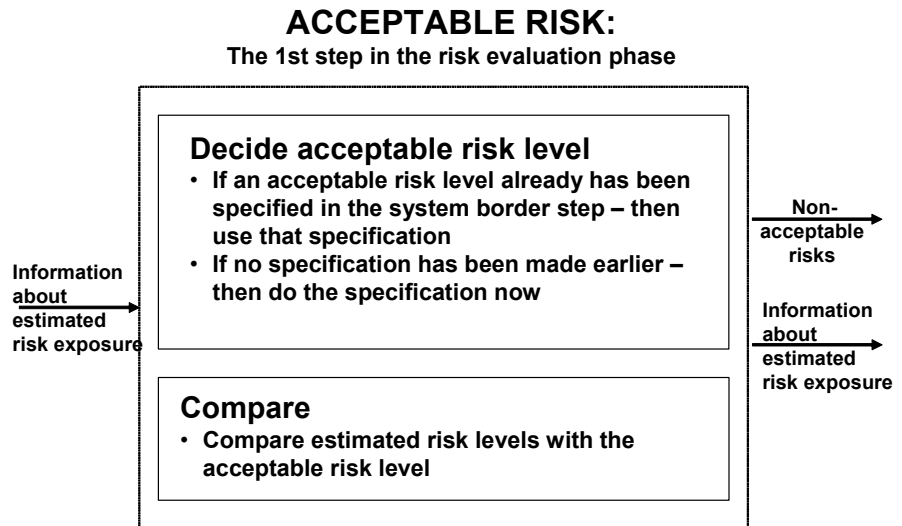 ACCEPTABLE RISK:
The 1st step in the risk evaluation phase
Information
about
estimated
risk exposure
Decide acceptable risk level
• If an acceptable risk level already has been
specified in the system border step – then
use that specification
• If no specification has been made earlier –
then do the specification now
Compare
• Compare estimated risk levels with the
acceptable risk level
Non-
acceptable
risks
Information
about
estimated
risk exposure